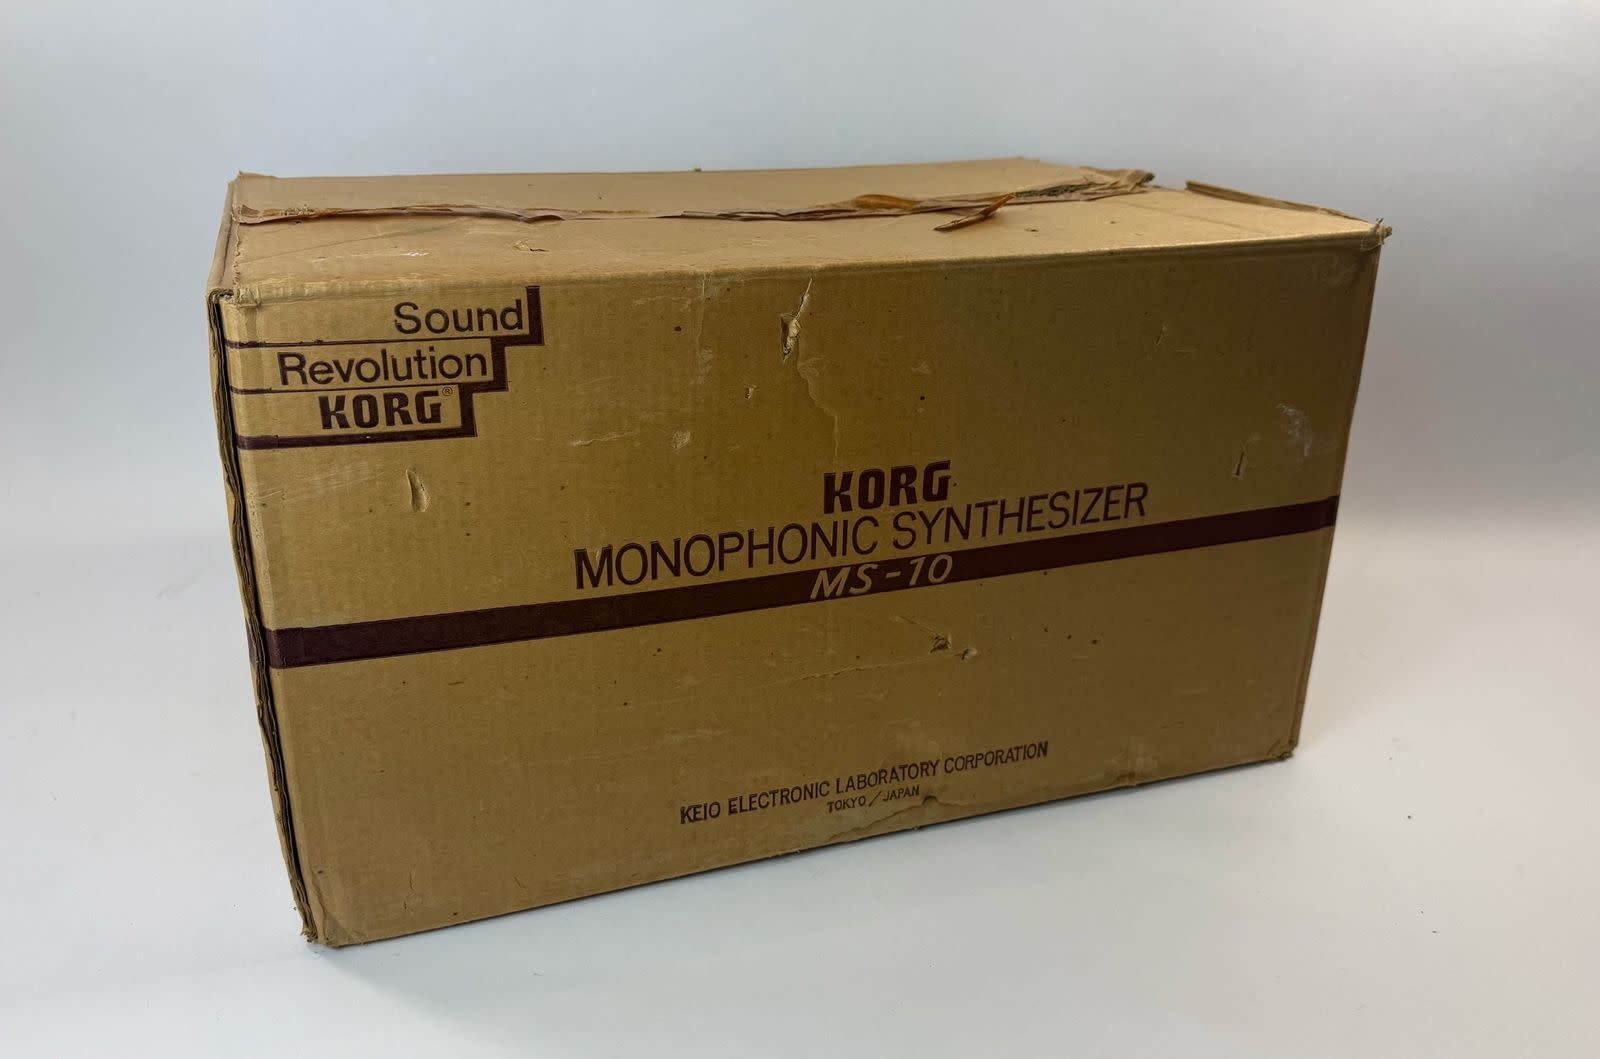 Sound
Revolution
KORG®
KORG
MONOPHONIC SYNTHESIZER
MS-10
KEIO ELECTRONIC LABORATORY CORPORATION
TOKYO/JAPAN